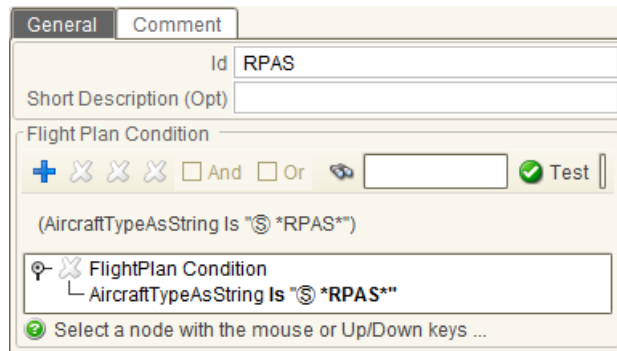 General Comment
Id RPAS
Short Description (Opt)
Flight Plan Condition
And Or Test
(AircraftTypeAsString Is "Ⓢ *RPAS*")
FlightPlan Condition
AircraftTypeAsString Is "Ⓢ *RPAS*"
Select a node with the mouse or Up/Down keys ...